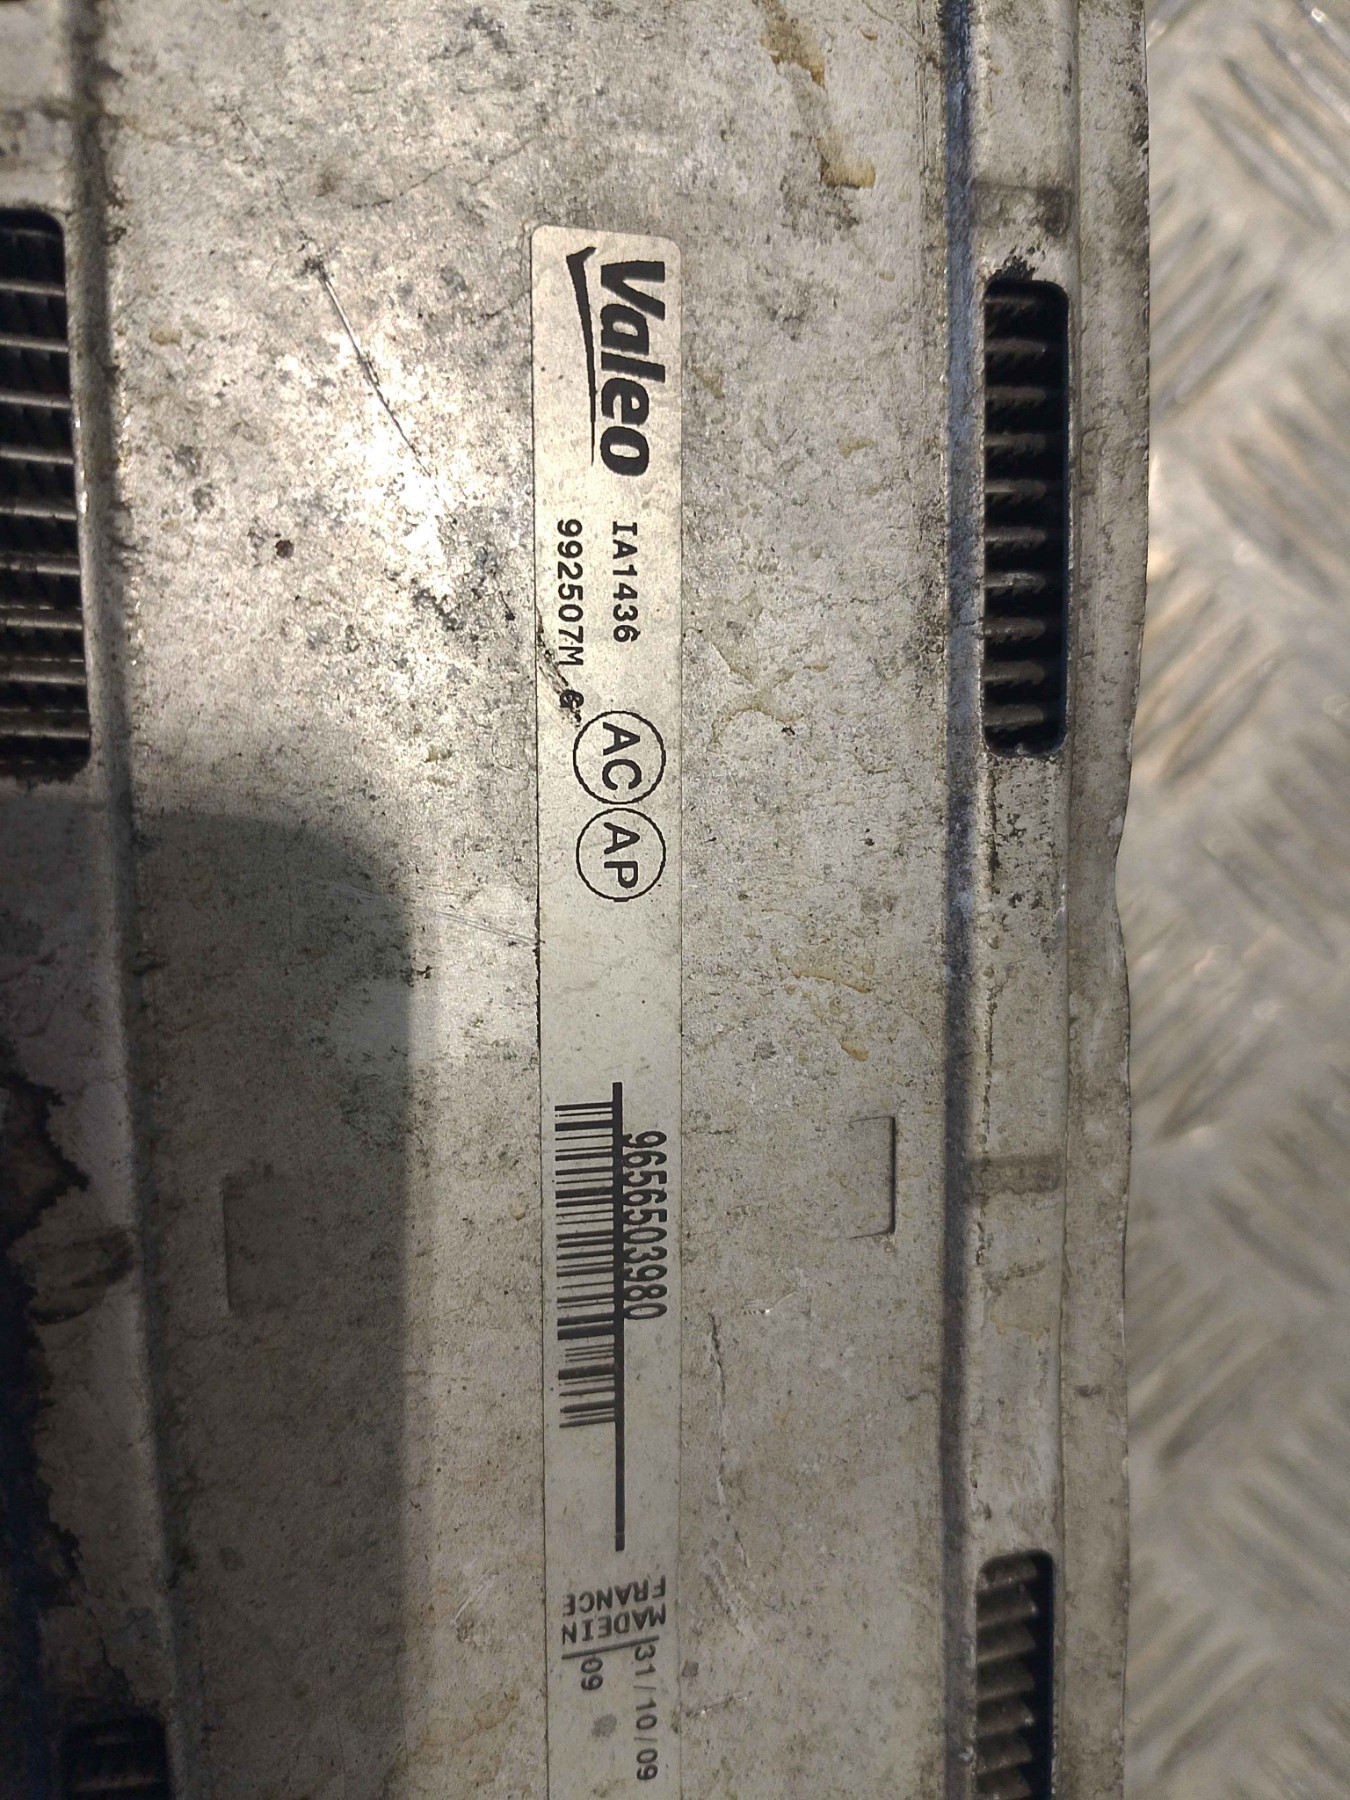 Valeo
IA1436
992507M G
AC AP
9656503980
MADE IN
FRANCE
31/10/09
09